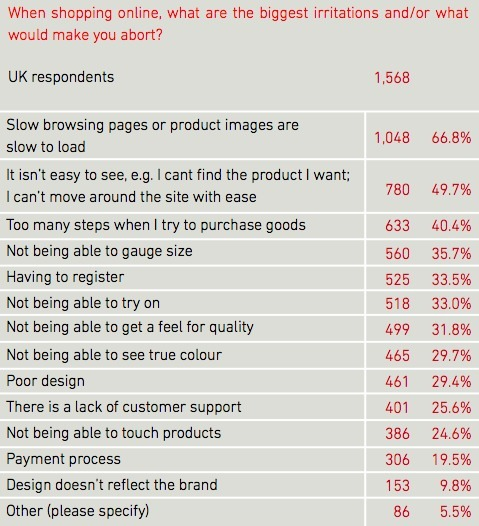 When shopping online, what are the biggest irritations and/or what
would make you abort?
UK respondents 1,568
Slow browsing pages or product images are
slow to load 1,048 66.8%
It isn't easy to see, e.g. I cant find the product I want;
I can't move around the site with ease 780 49.7%
Too many steps when I try to purchase goods 633 40.4%
Not being able to gauge size 560 35.7%
Having to register 525 33.5%
Not being able to try on 518 33.0%
Not being able to get a feel for quality 499 31.8%
Not being able to see true colour 465 29.7%
Poor design 461 29.4%
There is a lack of customer support 401 25.6%
Not being able to touch products 386 24.6%
Payment process 306 19.5%
Design doesn't reflect the brand 153 9.8%
Other (please specify) 86 5.5%